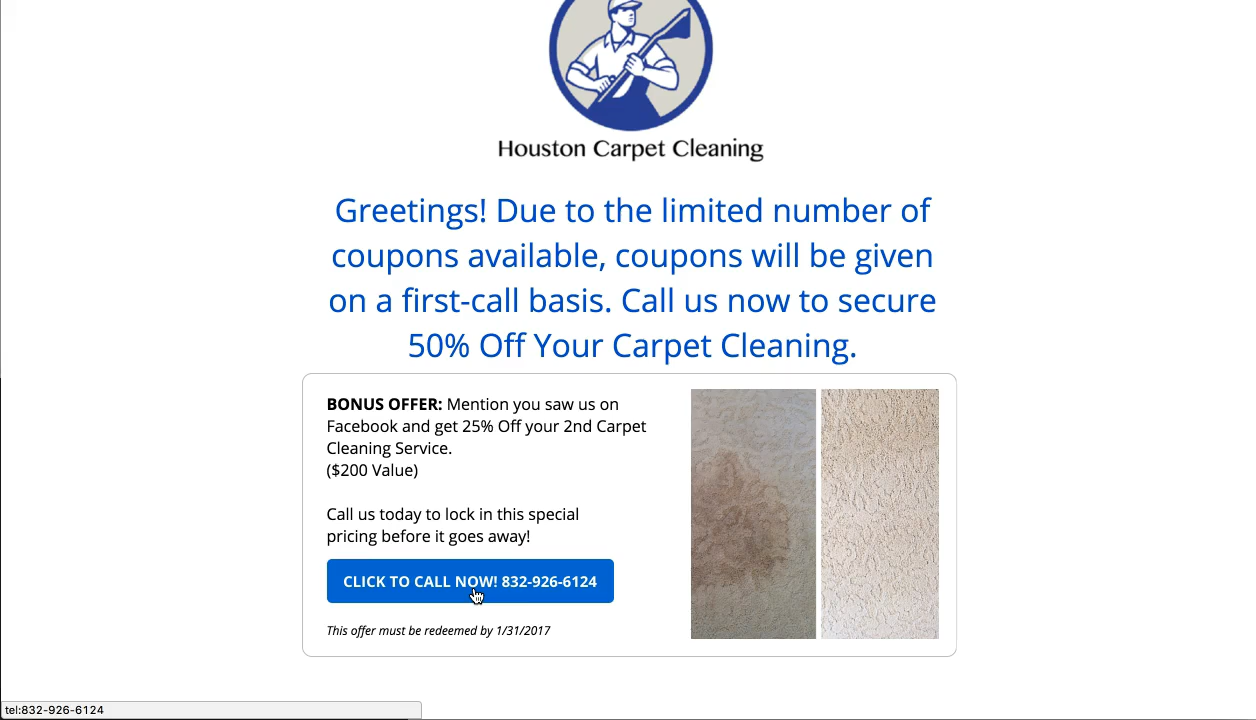 Houston Carpet Cleaning
Greetings! Due to the limited number of
coupons available, coupons will be given
on a first-call basis. Call us now to secure
50% Off Your Carpet Cleaning.
BONUS OFFER: Mention you saw us on
Facebook and get 25% Off your 2nd Carpet
Cleaning Service.
($200 Value)
Call us today to lock in this special
pricing before it goes away!
CLICK TO CALL NOW! 832-926-6124
This offer must be redeemed by 1/31/2017
tel:832-926-6124